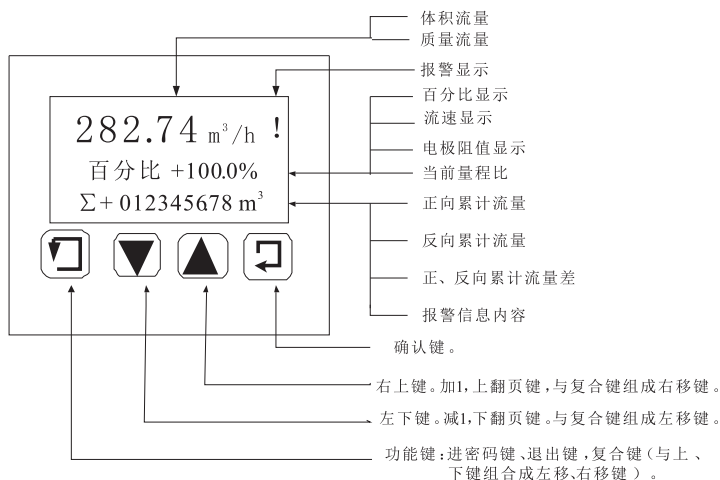 体积流量
质量流量
报警显示
百分比显示
流速显示
电极阻值显示
当前量程比
正向累计流量
反向累计流量
正、反向累计流量差
报警信息内容
282.74 m³/h !
百分比 +100.0%
Σ+ 012345678 m³
确认键。
右上键。加1,上翻页键,与复合键组成右移键。
左下键。减1,下翻页键。与复合键组成左移键。
功能键:进密码键、退出键,复合键(与上、
下键组合成左移、右移键)。